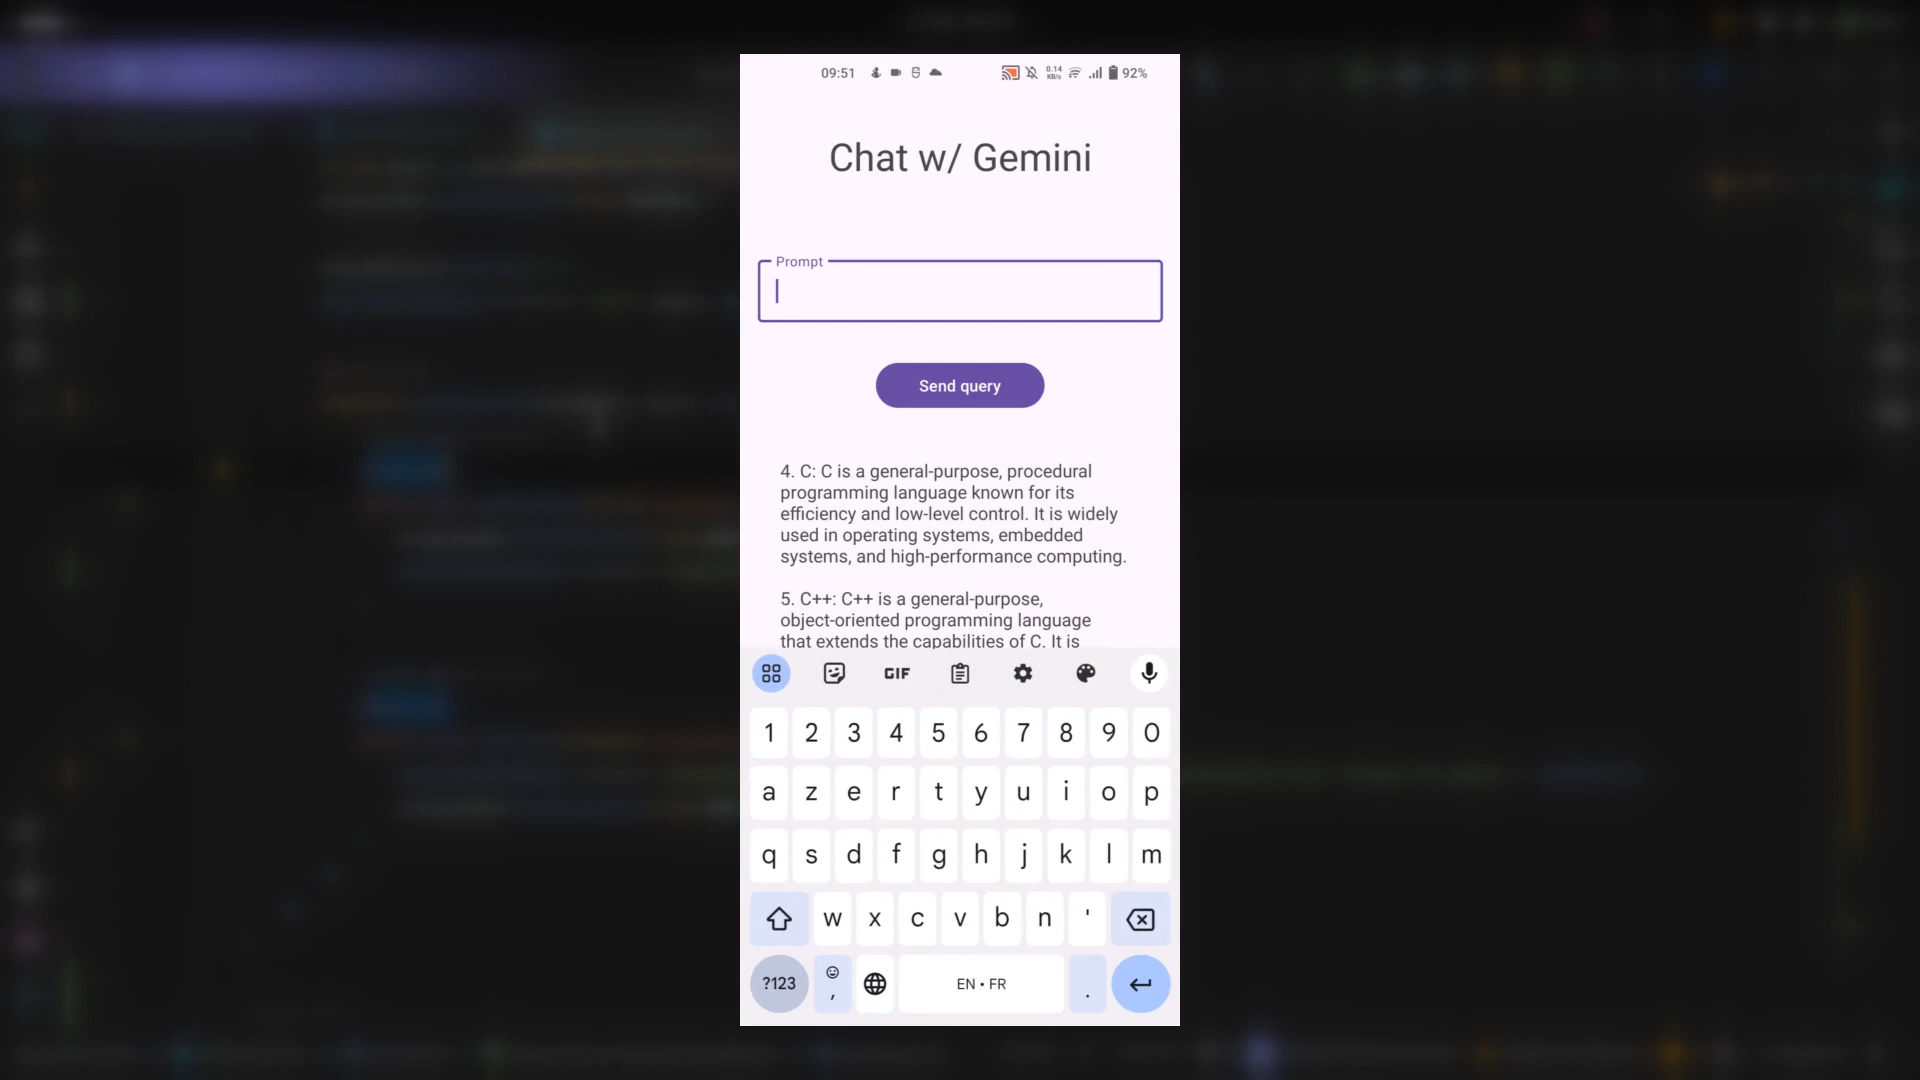 09:51 0.14 KB/s 92%
Chat w/ Gemini
Prompt
Send query
4. C: C is a general-purpose, procedural
programming language known for its
efficiency and low-level control. It is widely
used in operating systems, embedded
systems, and high-performance computing.
5. C++: C++ is a general-purpose,
object-oriented programming language
that extends the capabilities of C. It is
GIF
1 2 3 4 5 6 7 8 9 0
a z e r t y u i o p
q s d f g h j k l m
w x c v b n '
?123 , EN • FR .